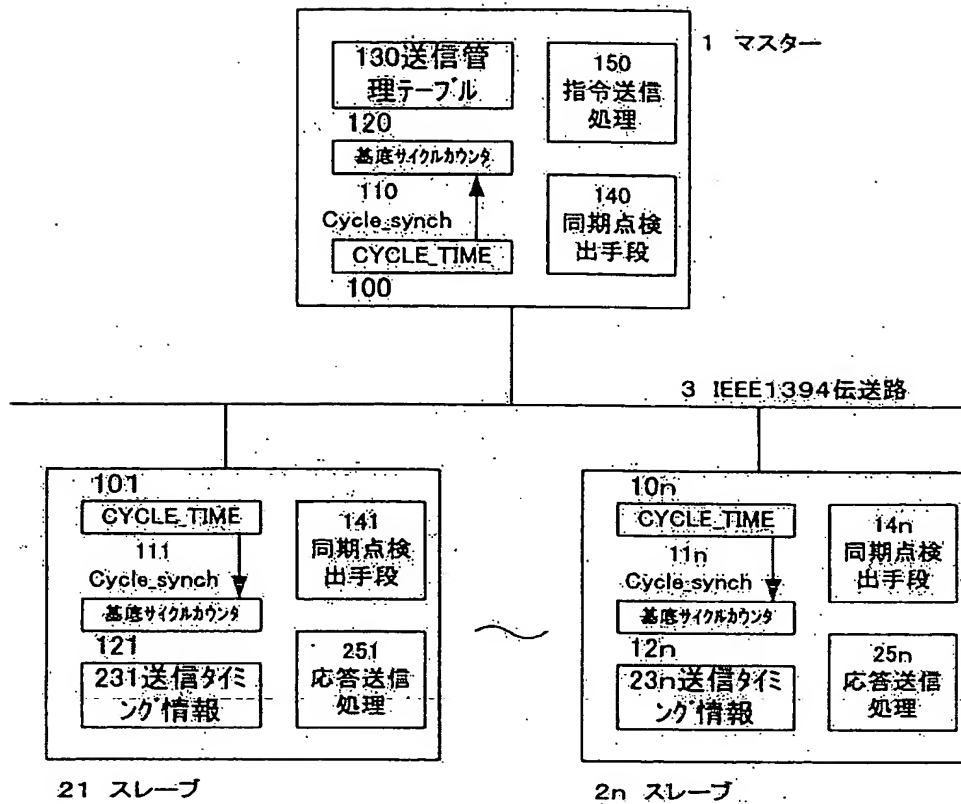 1 マスター
130送信管
理テーブル
120
基底サイクルカウンタ
110
Cycle_synch
CYCLE_TIME
100
150
指令送信
処理
140
同期点検
出手段
3 IEEE1394伝送路
101
CYCLE_TIME
111
Cycle_synch
基底サイクルカウンタ
121
231送信タイミ
ング情報
141
同期点検
出手段
251
応答送信
処理
21 スレーブ
10n
CYCLE_TIME
11n
Cycle_synch
基底サイクルカウンタ
12n
23n送信タイミ
ング情報
14n
同期点検
出手段
25n
応答送信
処理
2n スレーブ